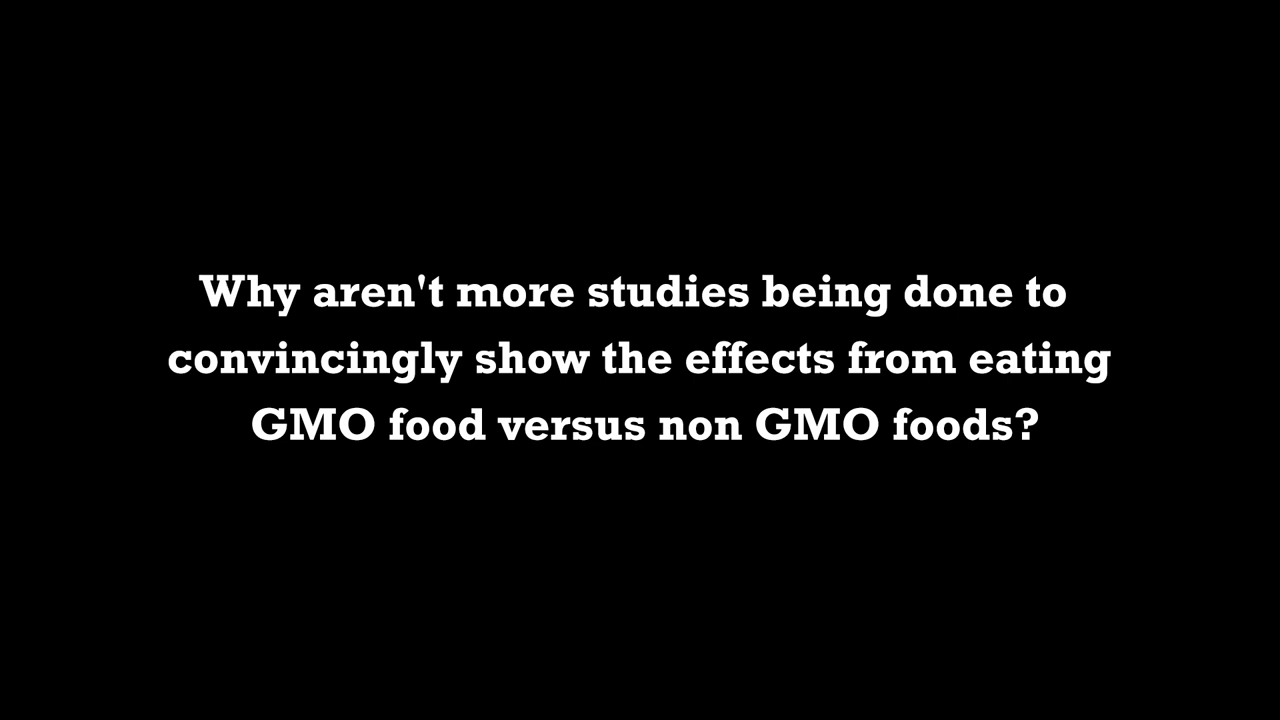 Why aren't more studies being done to
convincingly show the effects from eating
GMO food versus non GMO foods?